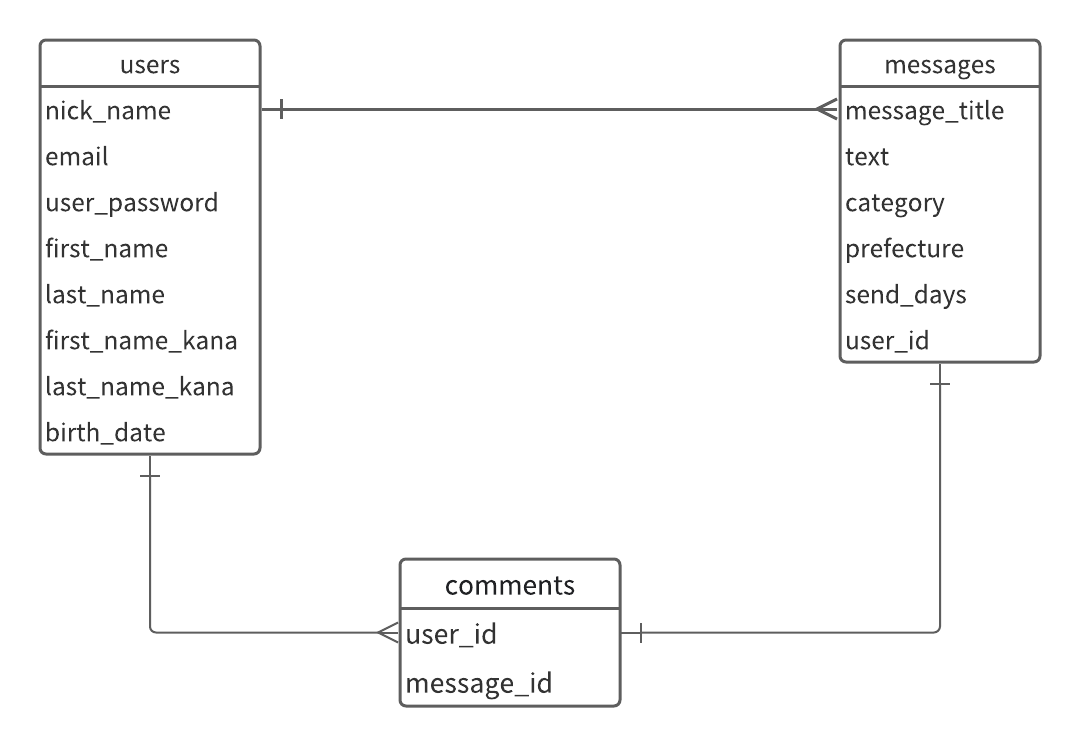 users
nick_name
email
user_password
first_name
last_name
first_name_kana
last_name_kana
birth_date
messages
message_title
text
category
prefecture
send_days
user_id
comments
user_id
message_id